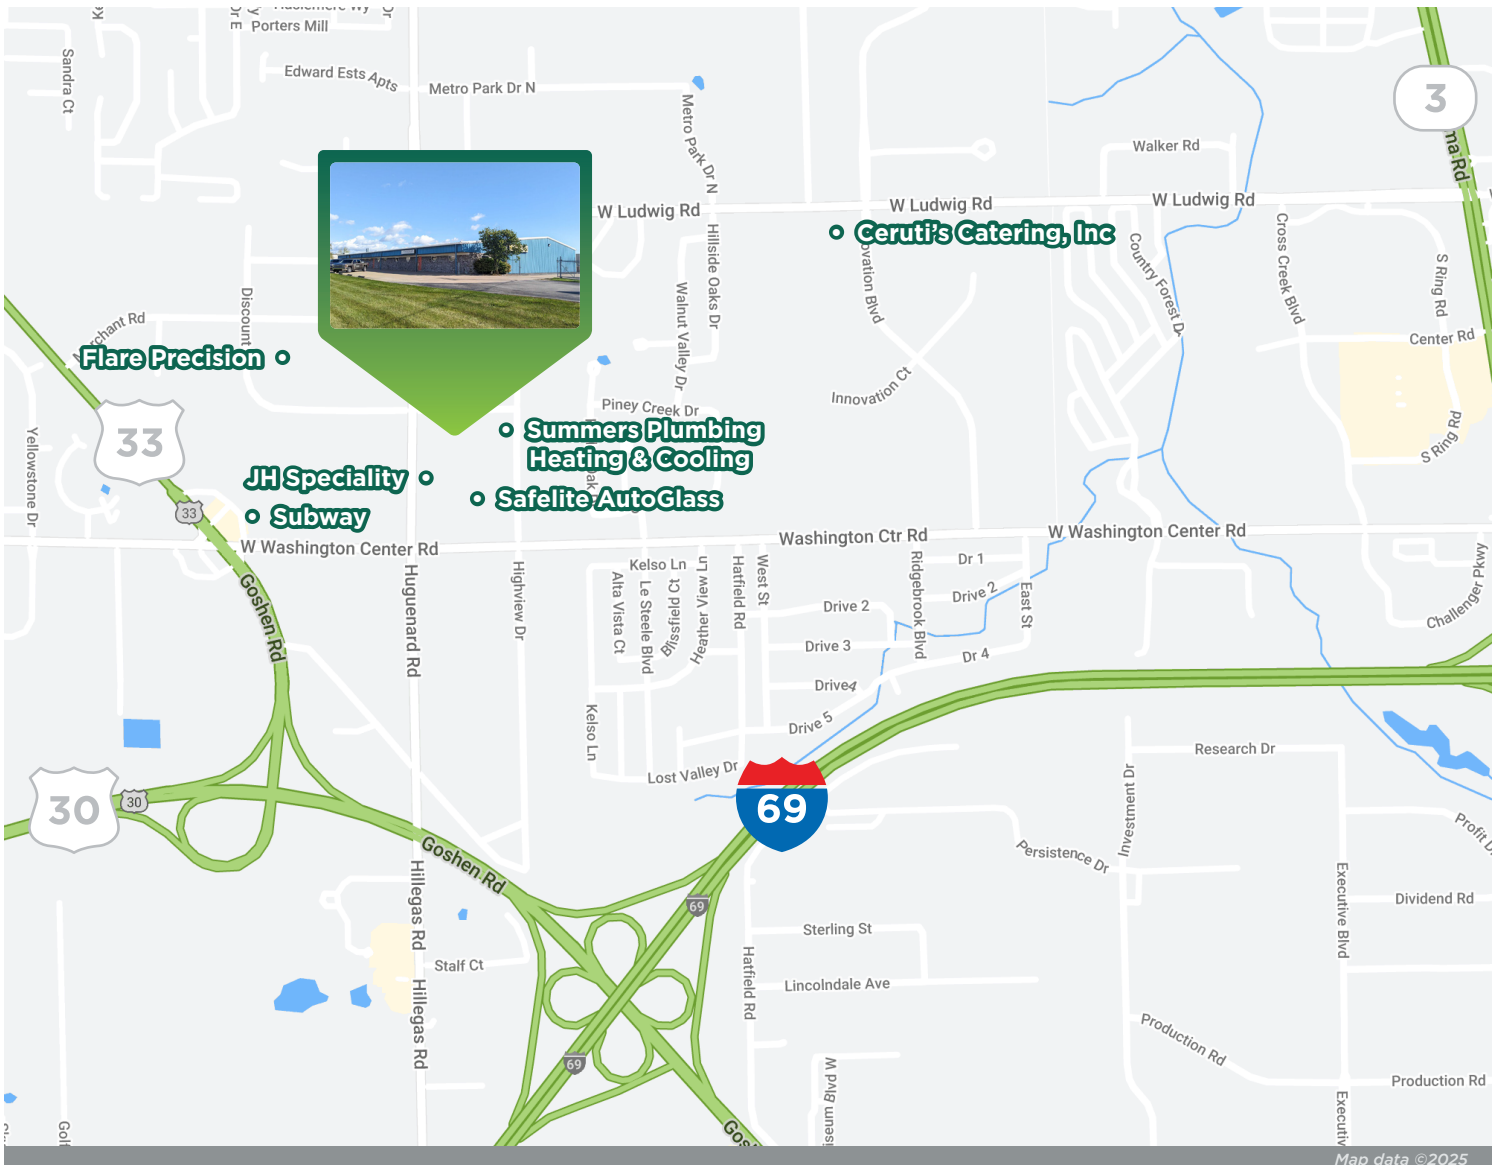 Porters Mill
Dr E
Sandra Ct
Edward Ests Apts
Metro Park Dr N
Metro Park Dr N
3
Walker Rd
W Ludwig Rd
W Ludwig Rd
W Ludwig Rd
Ceruti's Catering, Inc
Hillside Oaks Dr
Walnut Valley Dr
Country Forest Dr
Cross Creek Blvd
S Ring Rd
Center Rd
Discount
Flare Precision
Innovation Ct
Piney Creek Dr
33
Summers Plumbing
Heating & Cooling
S Ring Rd
Yellowstone Dr
JH Speciality
Safelite AutoGlass
33
Subway
W Washington Center Rd
Washington Ctr Rd
W Washington Center Rd
Goshen Rd
Huguenard Rd
Highview Dr
Kelso Ln
Alta Vista Ct
Le Steele Blvd
Blissfield Ct
Heather View Ln
Hatfield Rd
West St
Dr 1
Drive 2
Drive 2
Drive 3
Dr 4
Drive4
Drive 5
Ridgebrook Blvd
East St
Challenger Pkwy
Kelso Ln
Lost Valley Dr
69
Research Dr
Investment Dr
30
30
Goshen Rd
Persistence Dr
Profit Dr
Hillegas Rd
69
Executive Blvd
Dividend Rd
Sterling St
Stalf Ct
Lincolndale Ave
Hatfield Rd
Hillegas Rd
Production Rd
69
Production Rd
Map data ©2025